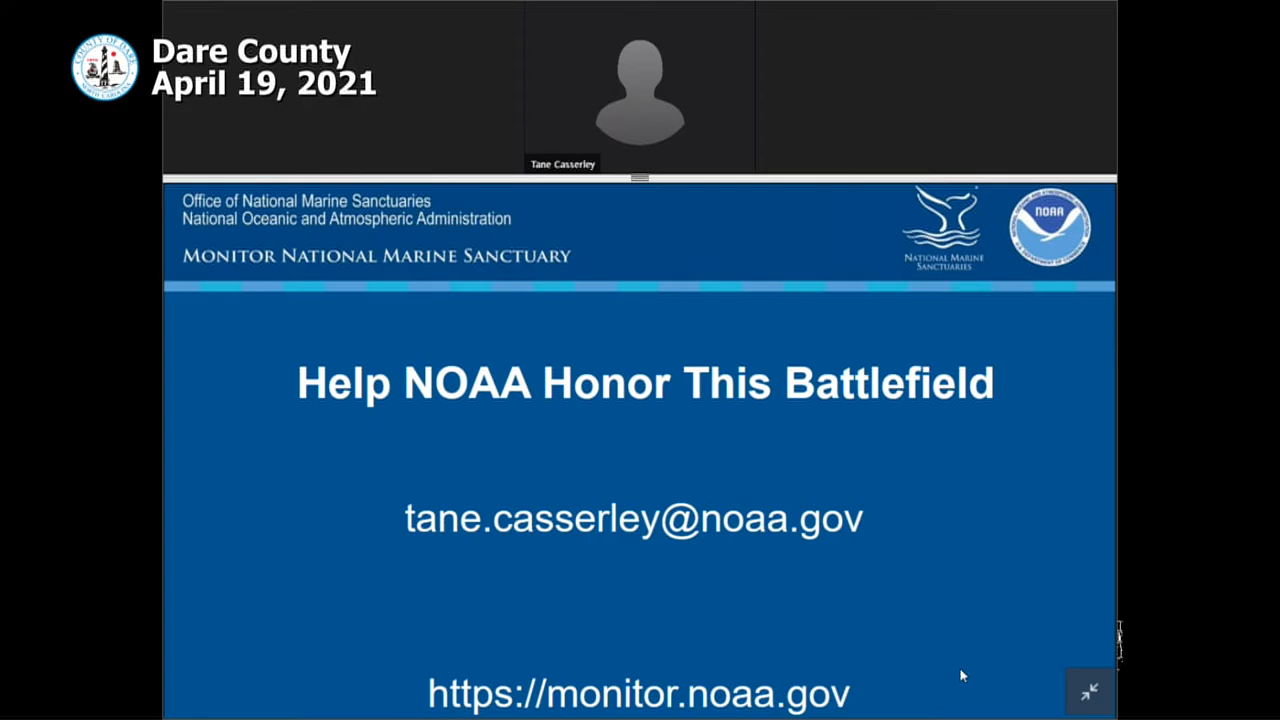 Dare County
April 19, 2021
Tane Casserley
Office of National Marine Sanctuaries
National Oceanic and Atmospheric Administration
MONITOR NATIONAL MARINE SANCTUARY
NATIONAL MARINE
SANCTUARIES
NOAA
Help NOAA Honor This Battlefield
tane.casserley@noaa.gov
https://monitor.noaa.gov